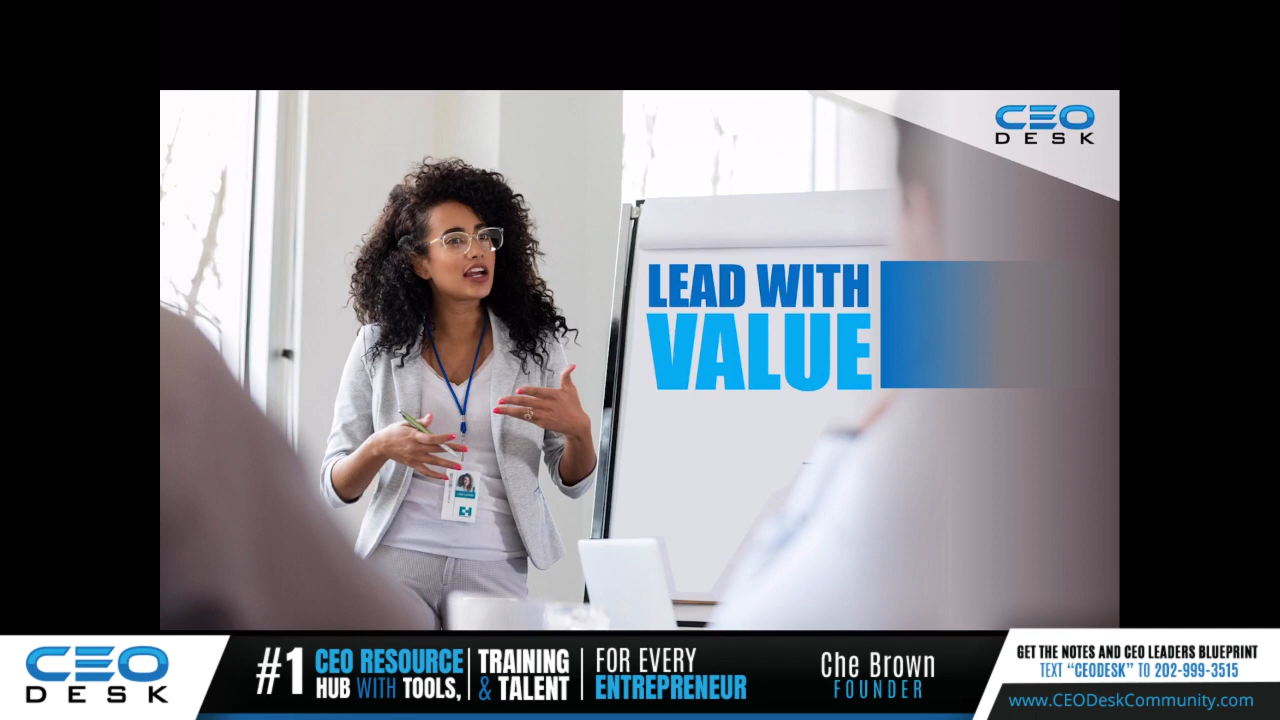 CEO
DESK
LEAD WITH
VALUE
CEO
DESK
#1 CEO RESOURCE
HUB WITH TOOLS,
TRAINING
& TALENT
FOR EVERY
ENTREPRENEUR
Che Brown
FOUNDER
GET THE NOTES AND CEO LEADERS BLUEPRINT
TEXT “CEODESK” TO 202-999-3515
www.CEODeskCommunity.com